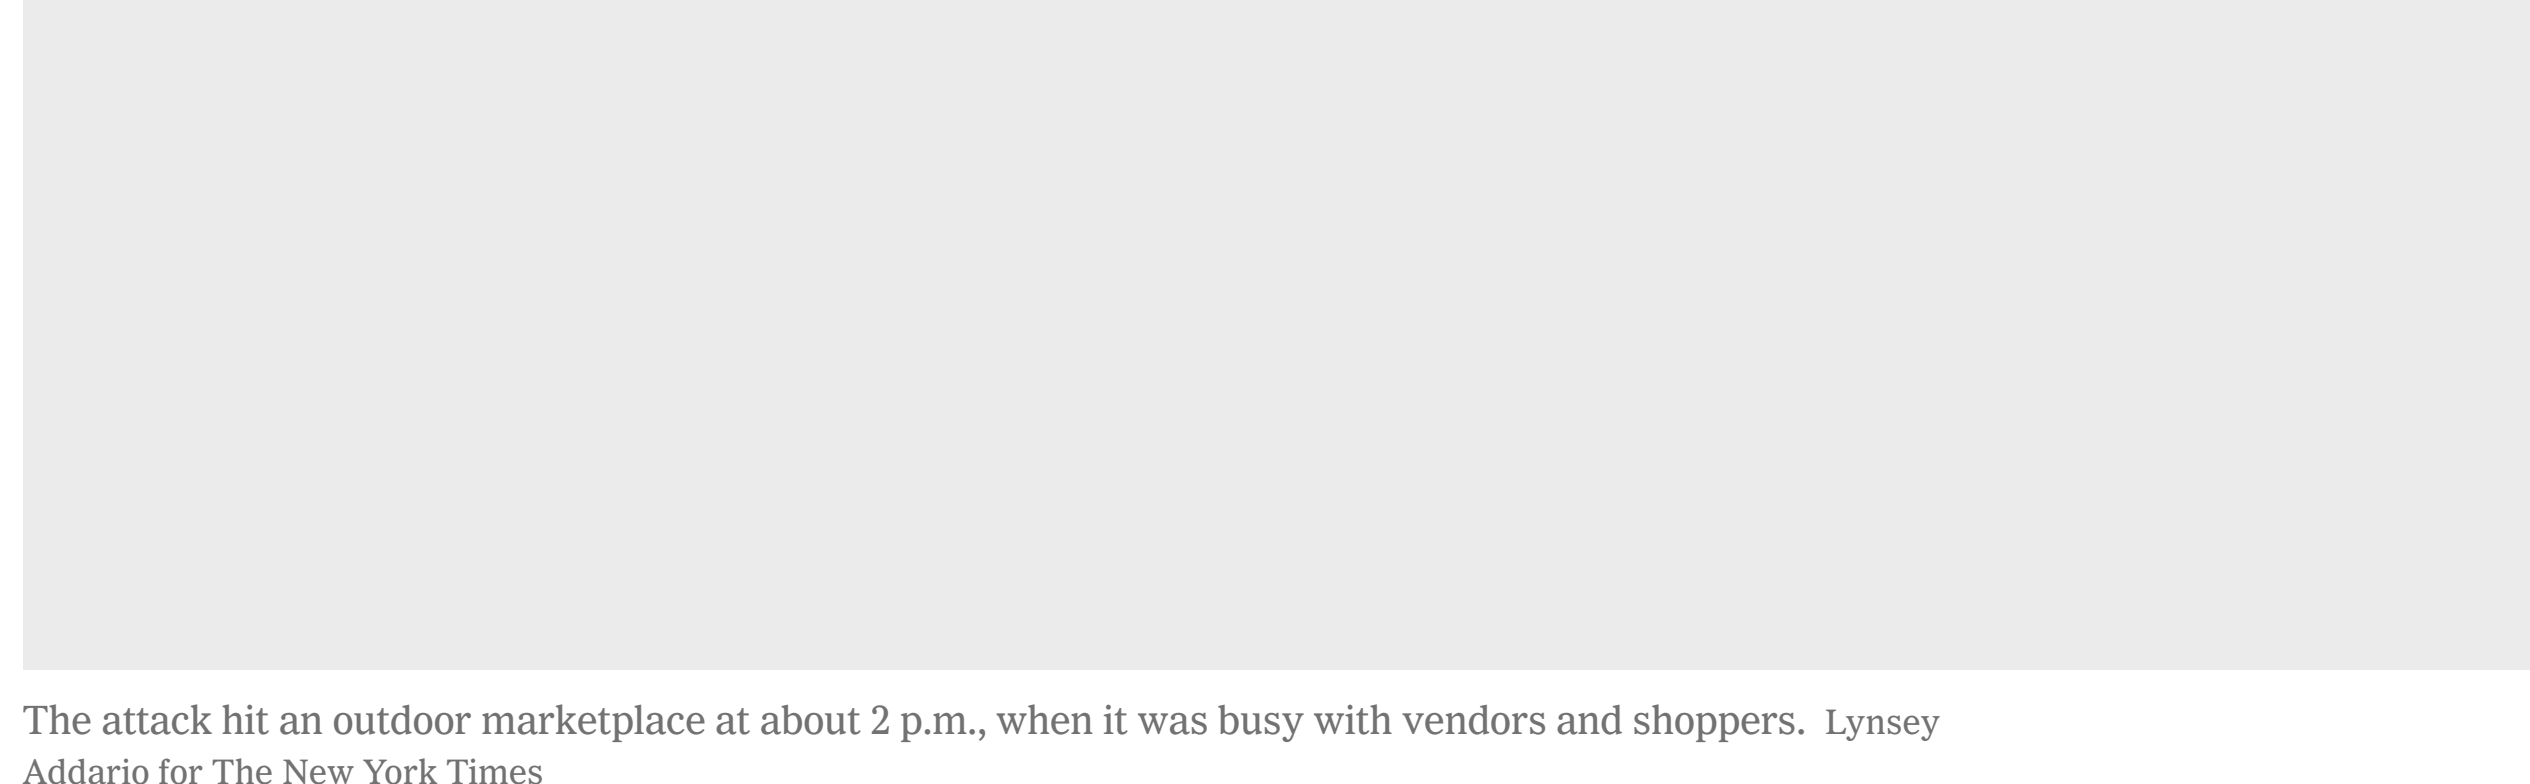 The attack hit an outdoor marketplace at about 2 p.m., when it was busy with vendors and shoppers. Lynsey
Addario for The New York Times